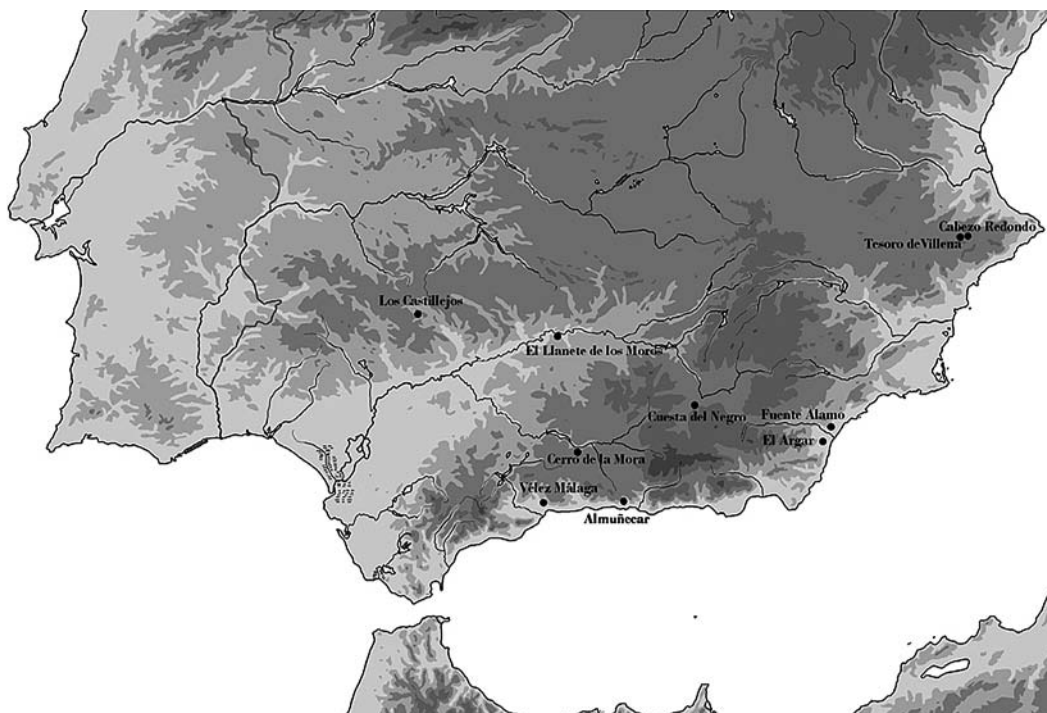 Cabezo Redondo
Tesoro de Villena
Los Castillejos
El Llanete de los Moros
Cuesta del Negro
Fuente Álamo
El Argar
Cerro de la Mora
Vélez Málaga
Almuñecar